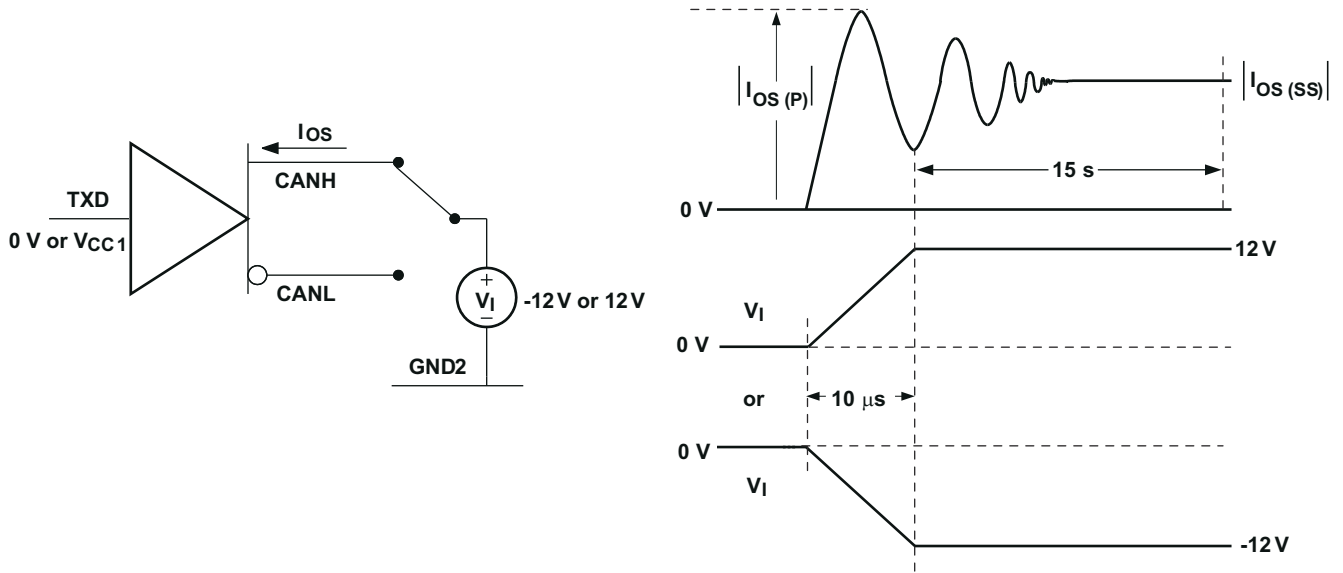 I OS
CANH
TXD
0 V or VCC1
CANL
+
VI
−
-12 V or 12 V
GND2
|IOS (P)|
|IOS (SS)|
15 s
0 V
12 V
VI
0 V
or
10 μs
0 V
VI
-12 V